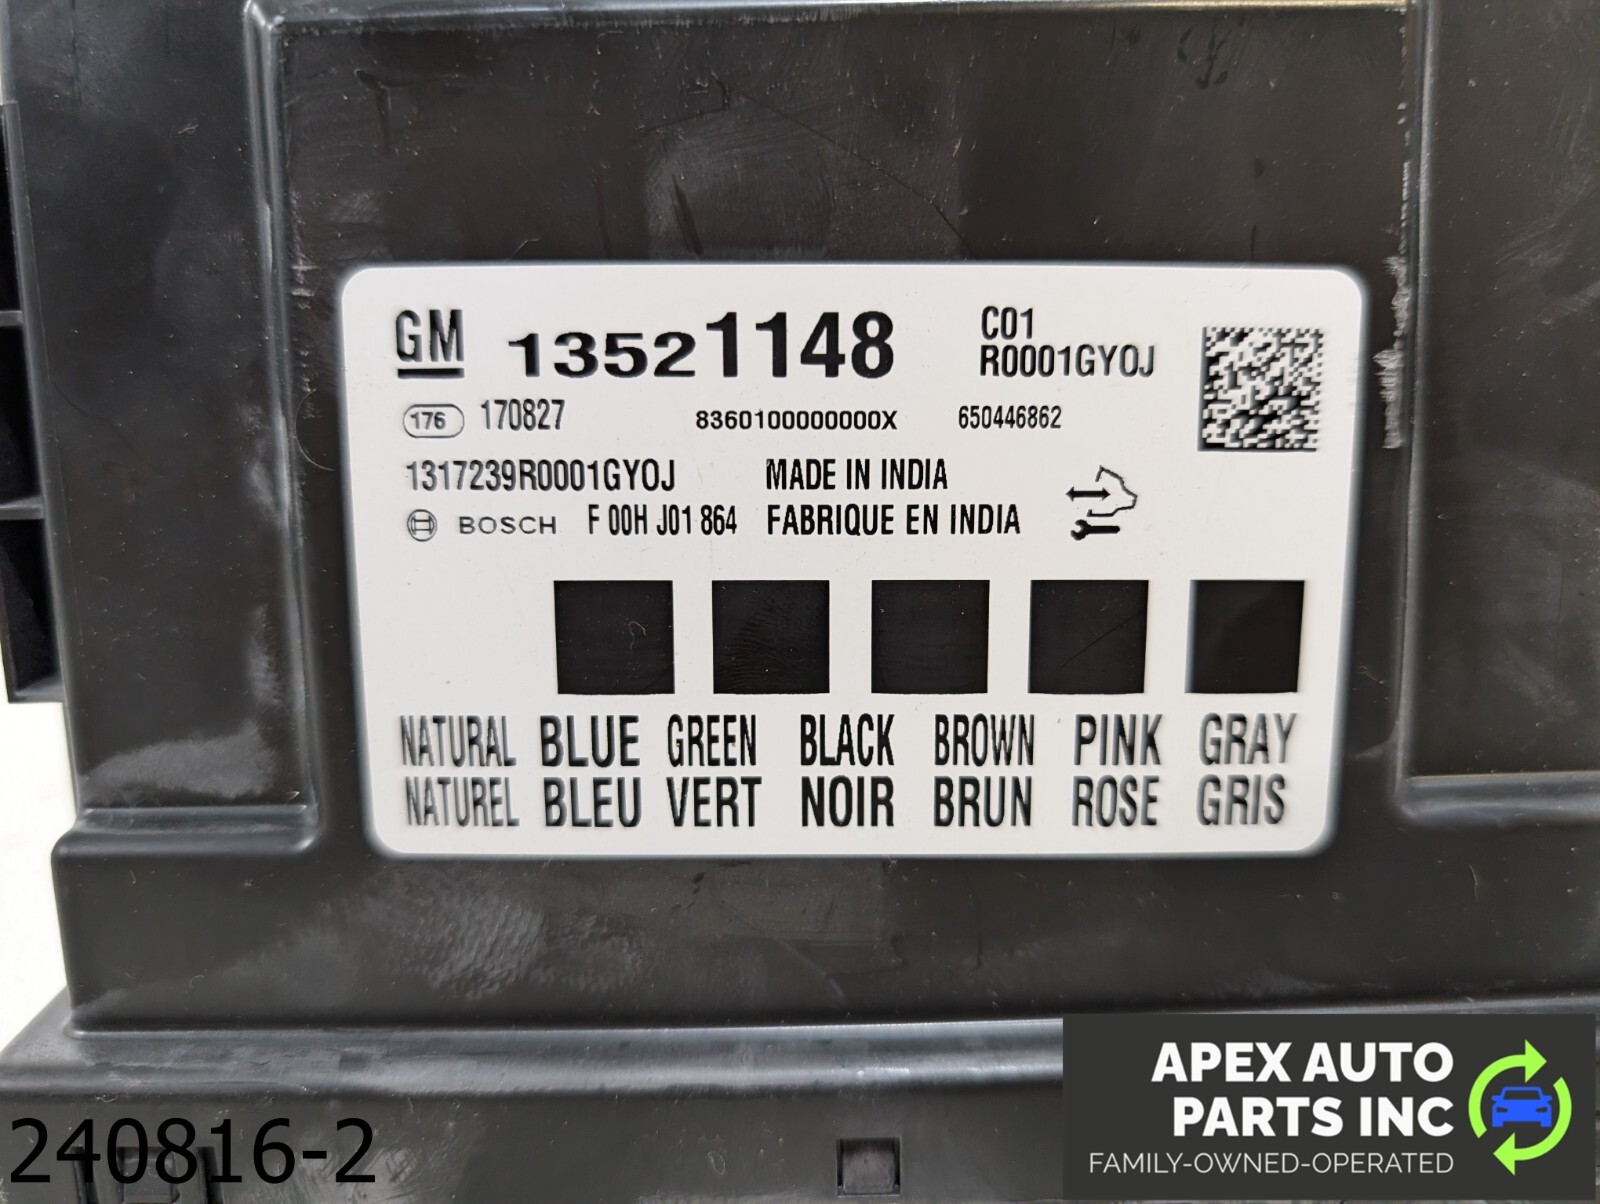 GM 13521148 C01
R0001GYOJ
176 170827 8360100000000X 650446862
1317239R0001GYOJ MADE IN INDIA
BOSCH F 00H J01 864 FABRIQUE EN INDIA
NATURAL BLUE GREEN BLACK BROWN PINK GRAY
NATUREL BLEU VERT NOIR BRUN ROSE GRIS
APEX AUTO
PARTS INC
FAMILY-OWNED-OPERATED
240816-2